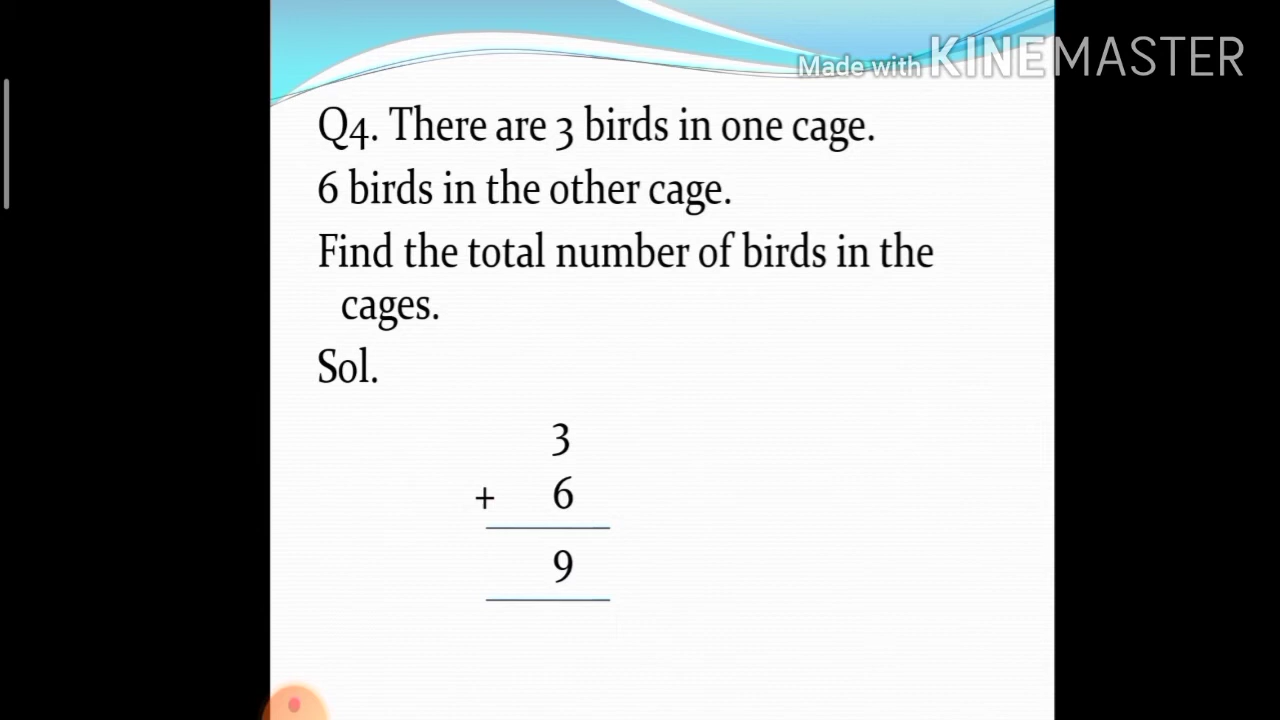 Made with KINEMASTER
Q4. There are 3 birds in one cage.
6 birds in the other cage.
Find the total number of birds in the
cages.
Sol.
3
+ 6
9